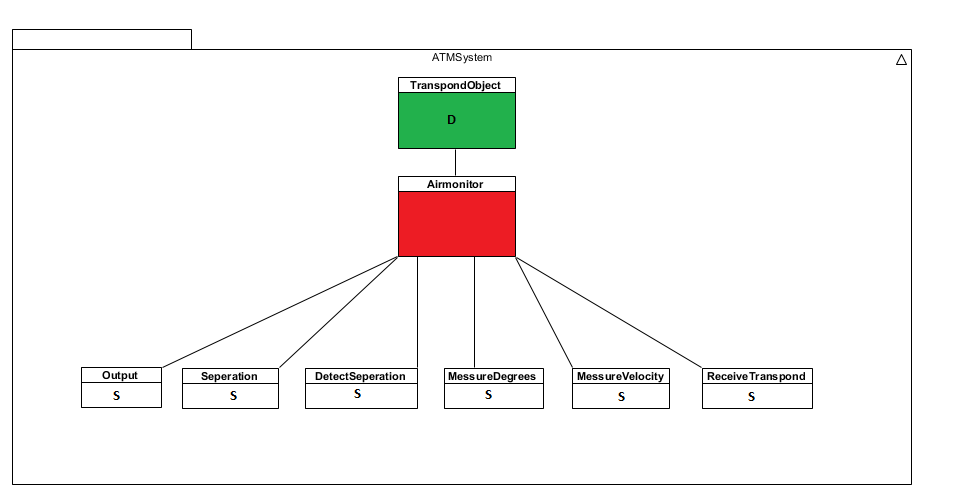 ATMSystem
TranspondObject
D
Airmonitor
Output
S
Seperation
S
DetectSeperation
S
MessureDegrees
S
MessureVelocity
S
ReceiveTranspond
S